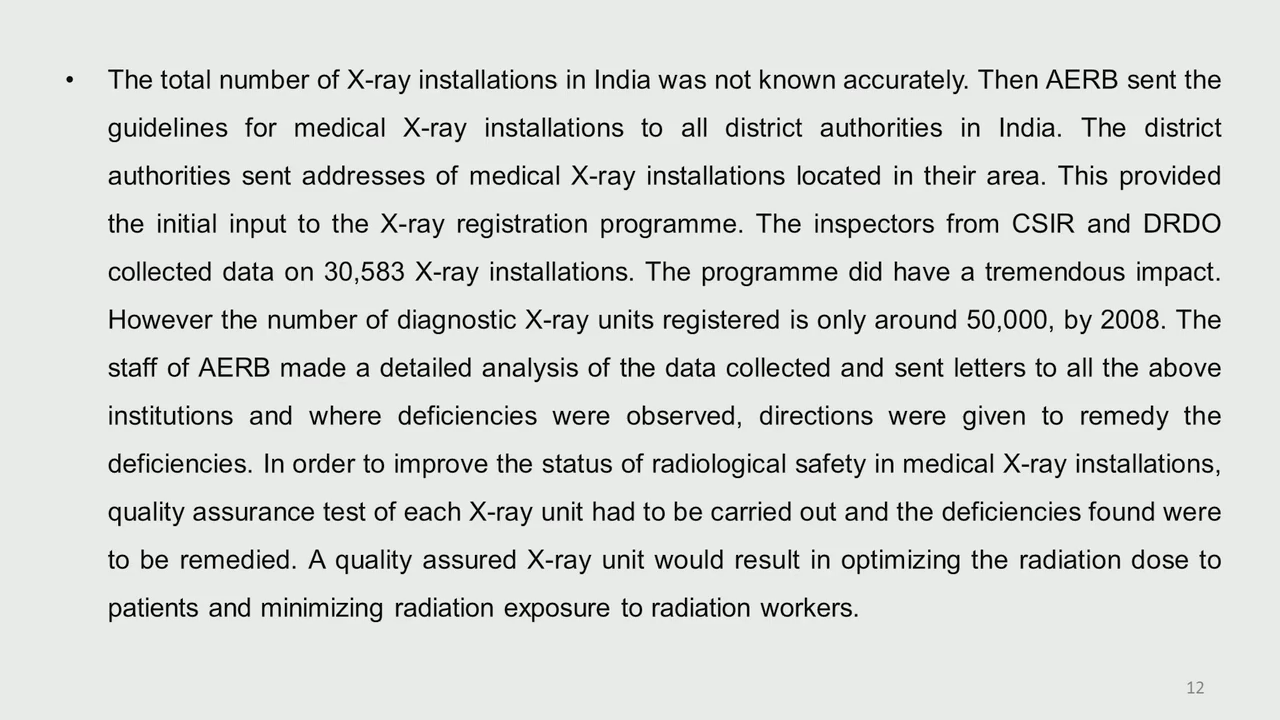 • The total number of X-ray installations in India was not known accurately. Then AERB sent the
guidelines for medical X-ray installations to all district authorities in India. The district
authorities sent addresses of medical X-ray installations located in their area. This provided
the initial input to the X-ray registration programme. The inspectors from CSIR and DRDO
collected data on 30,583 X-ray installations. The programme did have a tremendous impact.
However the number of diagnostic X-ray units registered is only around 50,000, by 2008. The
staff of AERB made a detailed analysis of the data collected and sent letters to all the above
institutions and where deficiencies were observed, directions were given to remedy the
deficiencies. In order to improve the status of radiological safety in medical X-ray installations,
quality assurance test of each X-ray unit had to be carried out and the deficiencies found were
to be remedied. A quality assured X-ray unit would result in optimizing the radiation dose to
patients and minimizing radiation exposure to radiation workers.
12